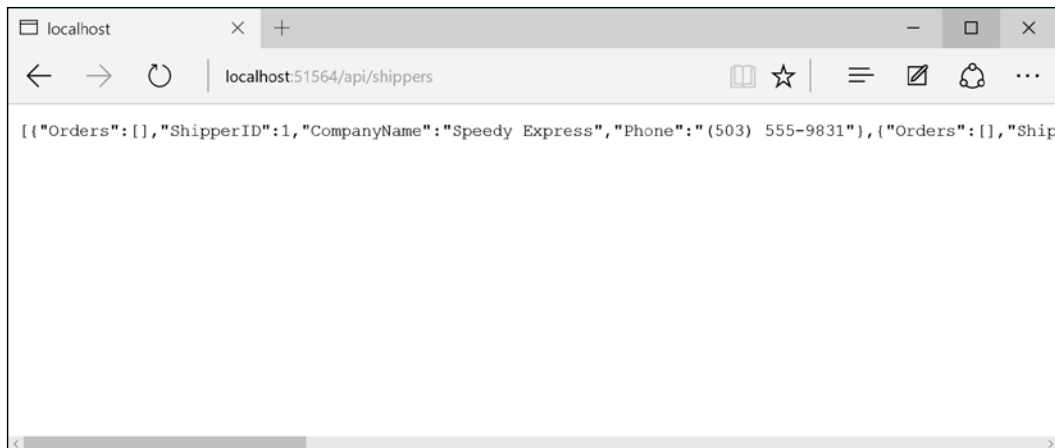 localhost
localhost:51564/api/shippers
[{"Orders":[],"ShipperID":1,"CompanyName":"Speedy Express","Phone":"(503) 555-9831"},{"Orders":[],"Ship